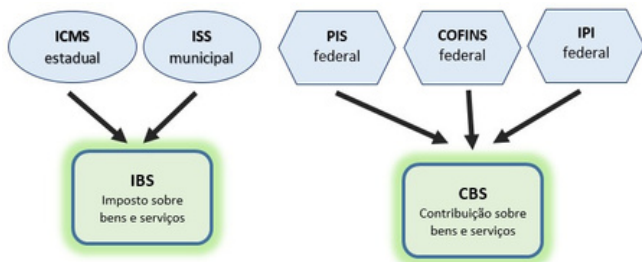 ICMS
estadual
ISS
municipal
PIS
federal
COFINS
federal
IPI
federal
IBS
Imposto sobre
bens e serviços
CBS
Contribuição sobre
bens e serviços